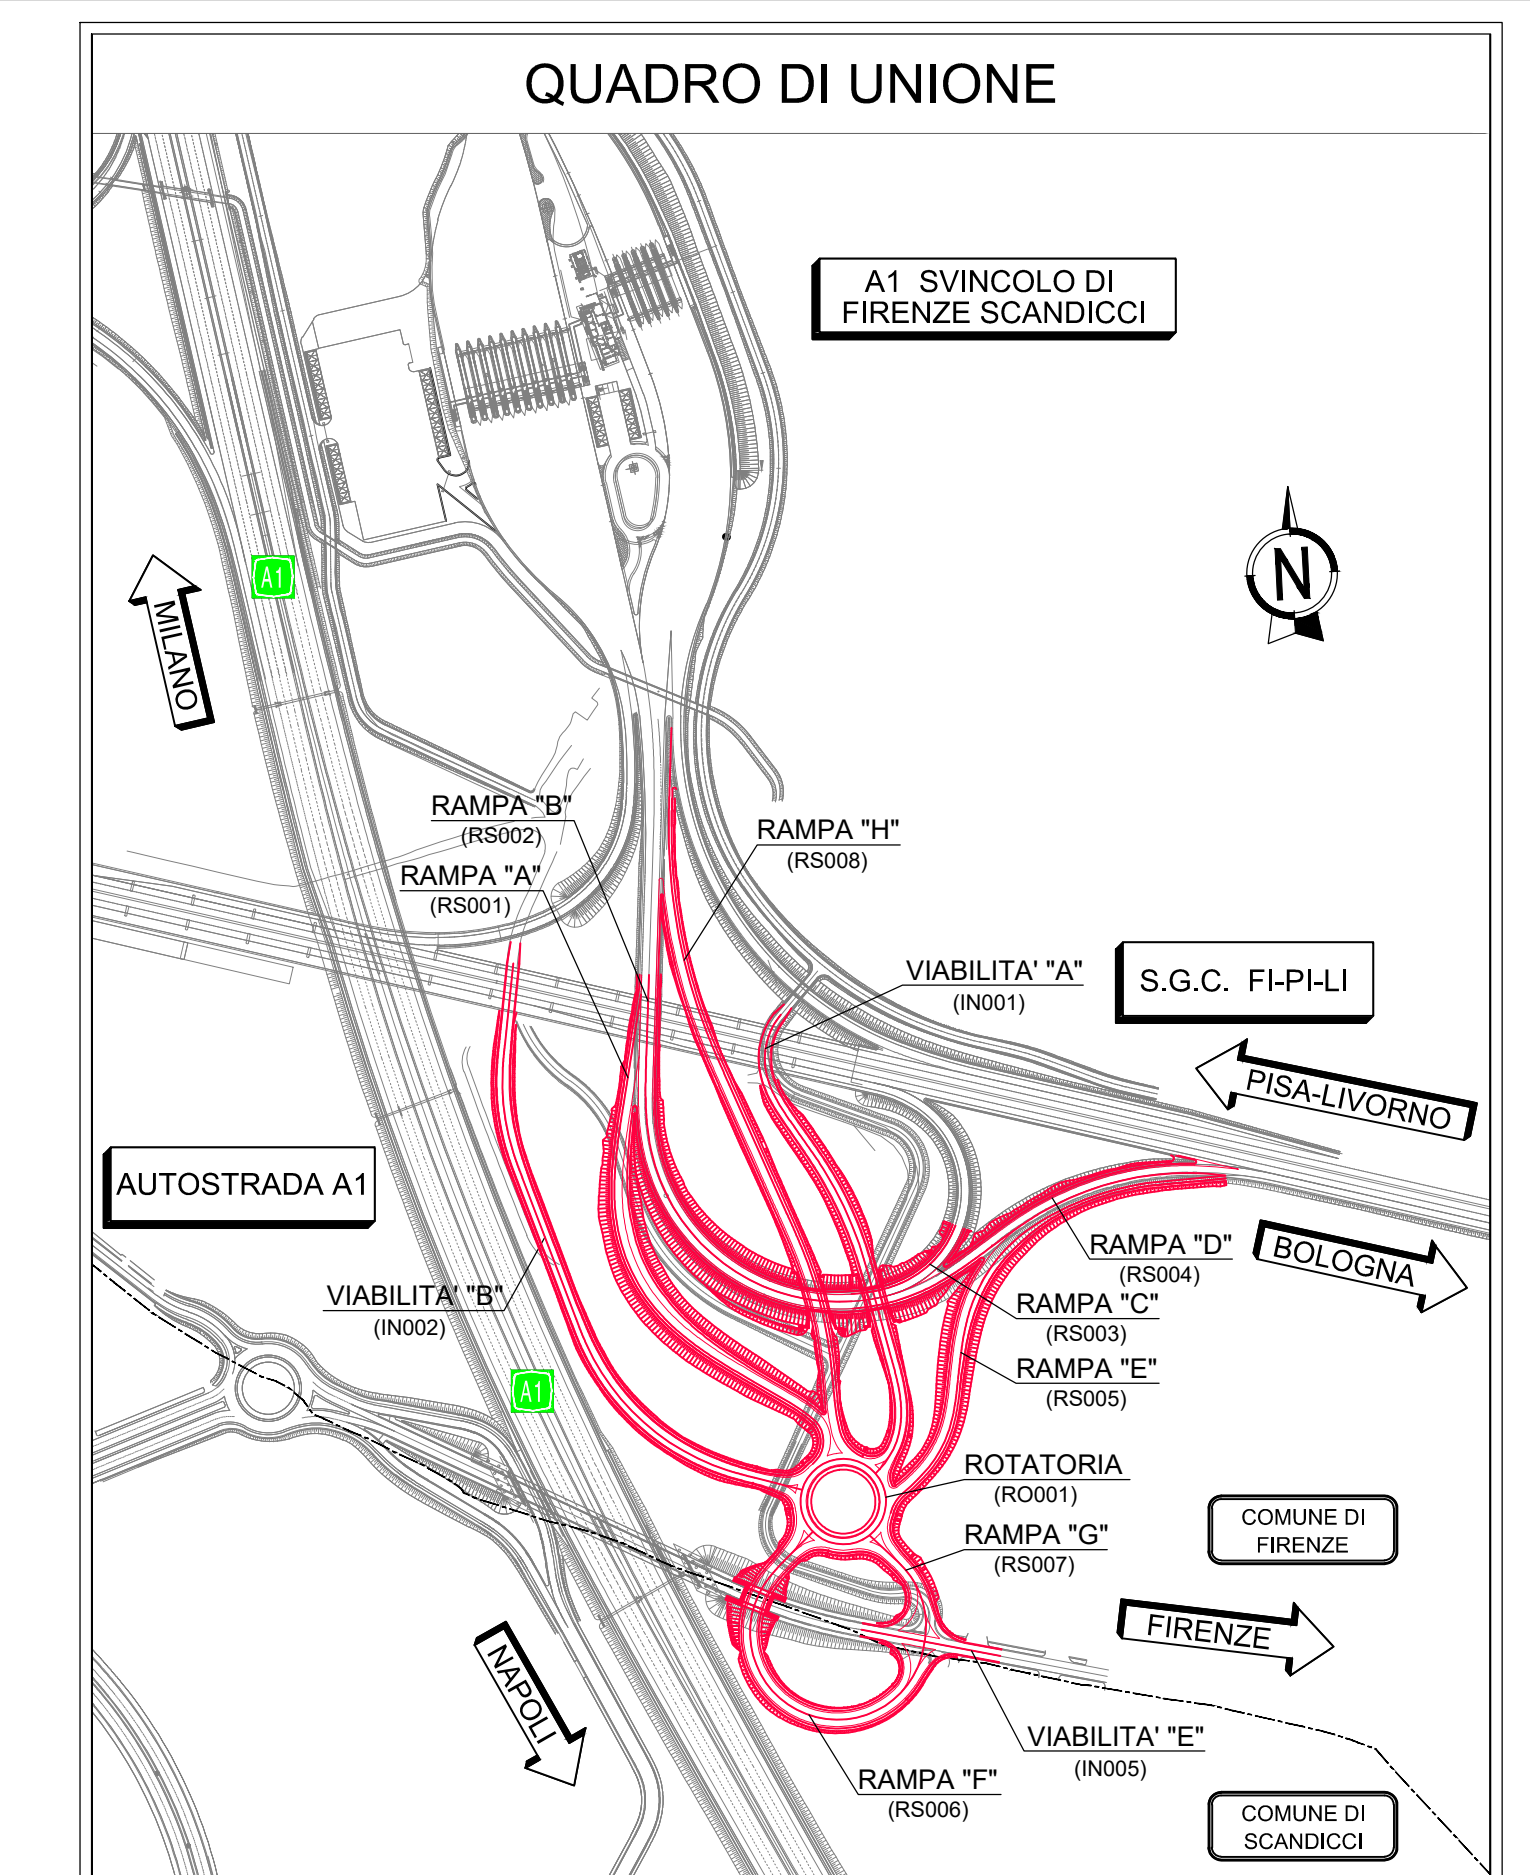 QUADRO DI UNIONE
A1 SVINCOLO DI
FIRENZE SCANDICCI
A1
N
MILANO
RAMPA "B"
(RS002)
RAMPA "H"
(RS008)
RAMPA "A"
(RS001)
VIABILITA' "A"
(IN001)
S.G.C. FI-PI-LI
PISA-LIVORNO
AUTOSTRADA A1
RAMPA "D"
(RS004)
BOLOGNA
VIABILITA' "B"
(IN002)
RAMPA "C"
(RS003)
RAMPA "E"
(RS005)
A1
ROTATORIA
(RO001)
COMUNE DI
FIRENZE
RAMPA "G"
(RS007)
FIRENZE
NAPOLI
VIABILITA' "E"
(IN005)
RAMPA "F"
(RS006)
COMUNE DI
SCANDICCI